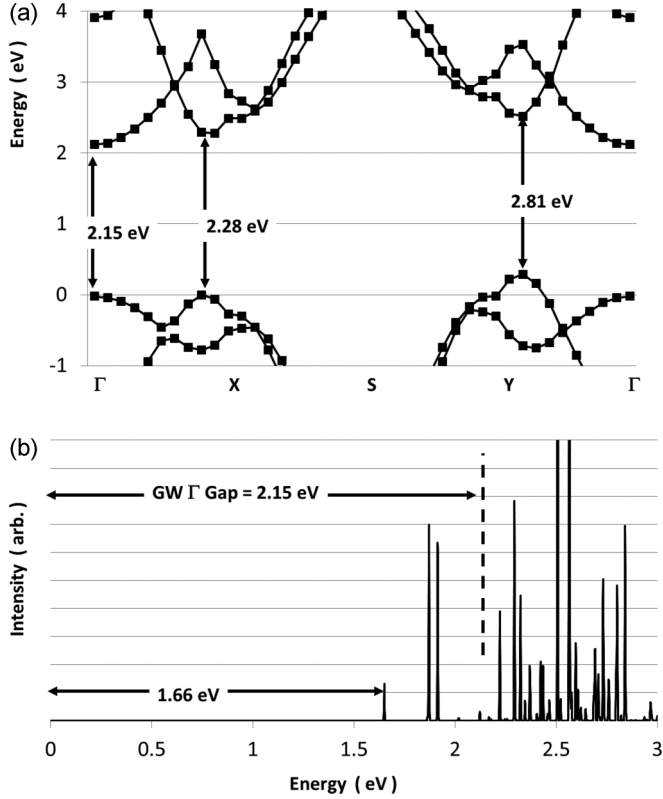 (a)
Energy ( eV )
4
3
2
1
0
-1
2.15 eV
2.28 eV
2.81 eV
Γ X S Y Γ
(b)
Intensity ( arb. )
GW Γ Gap = 2.15 eV
1.66 eV
0 0.5 1 1.5 2 2.5 3
Energy ( eV )